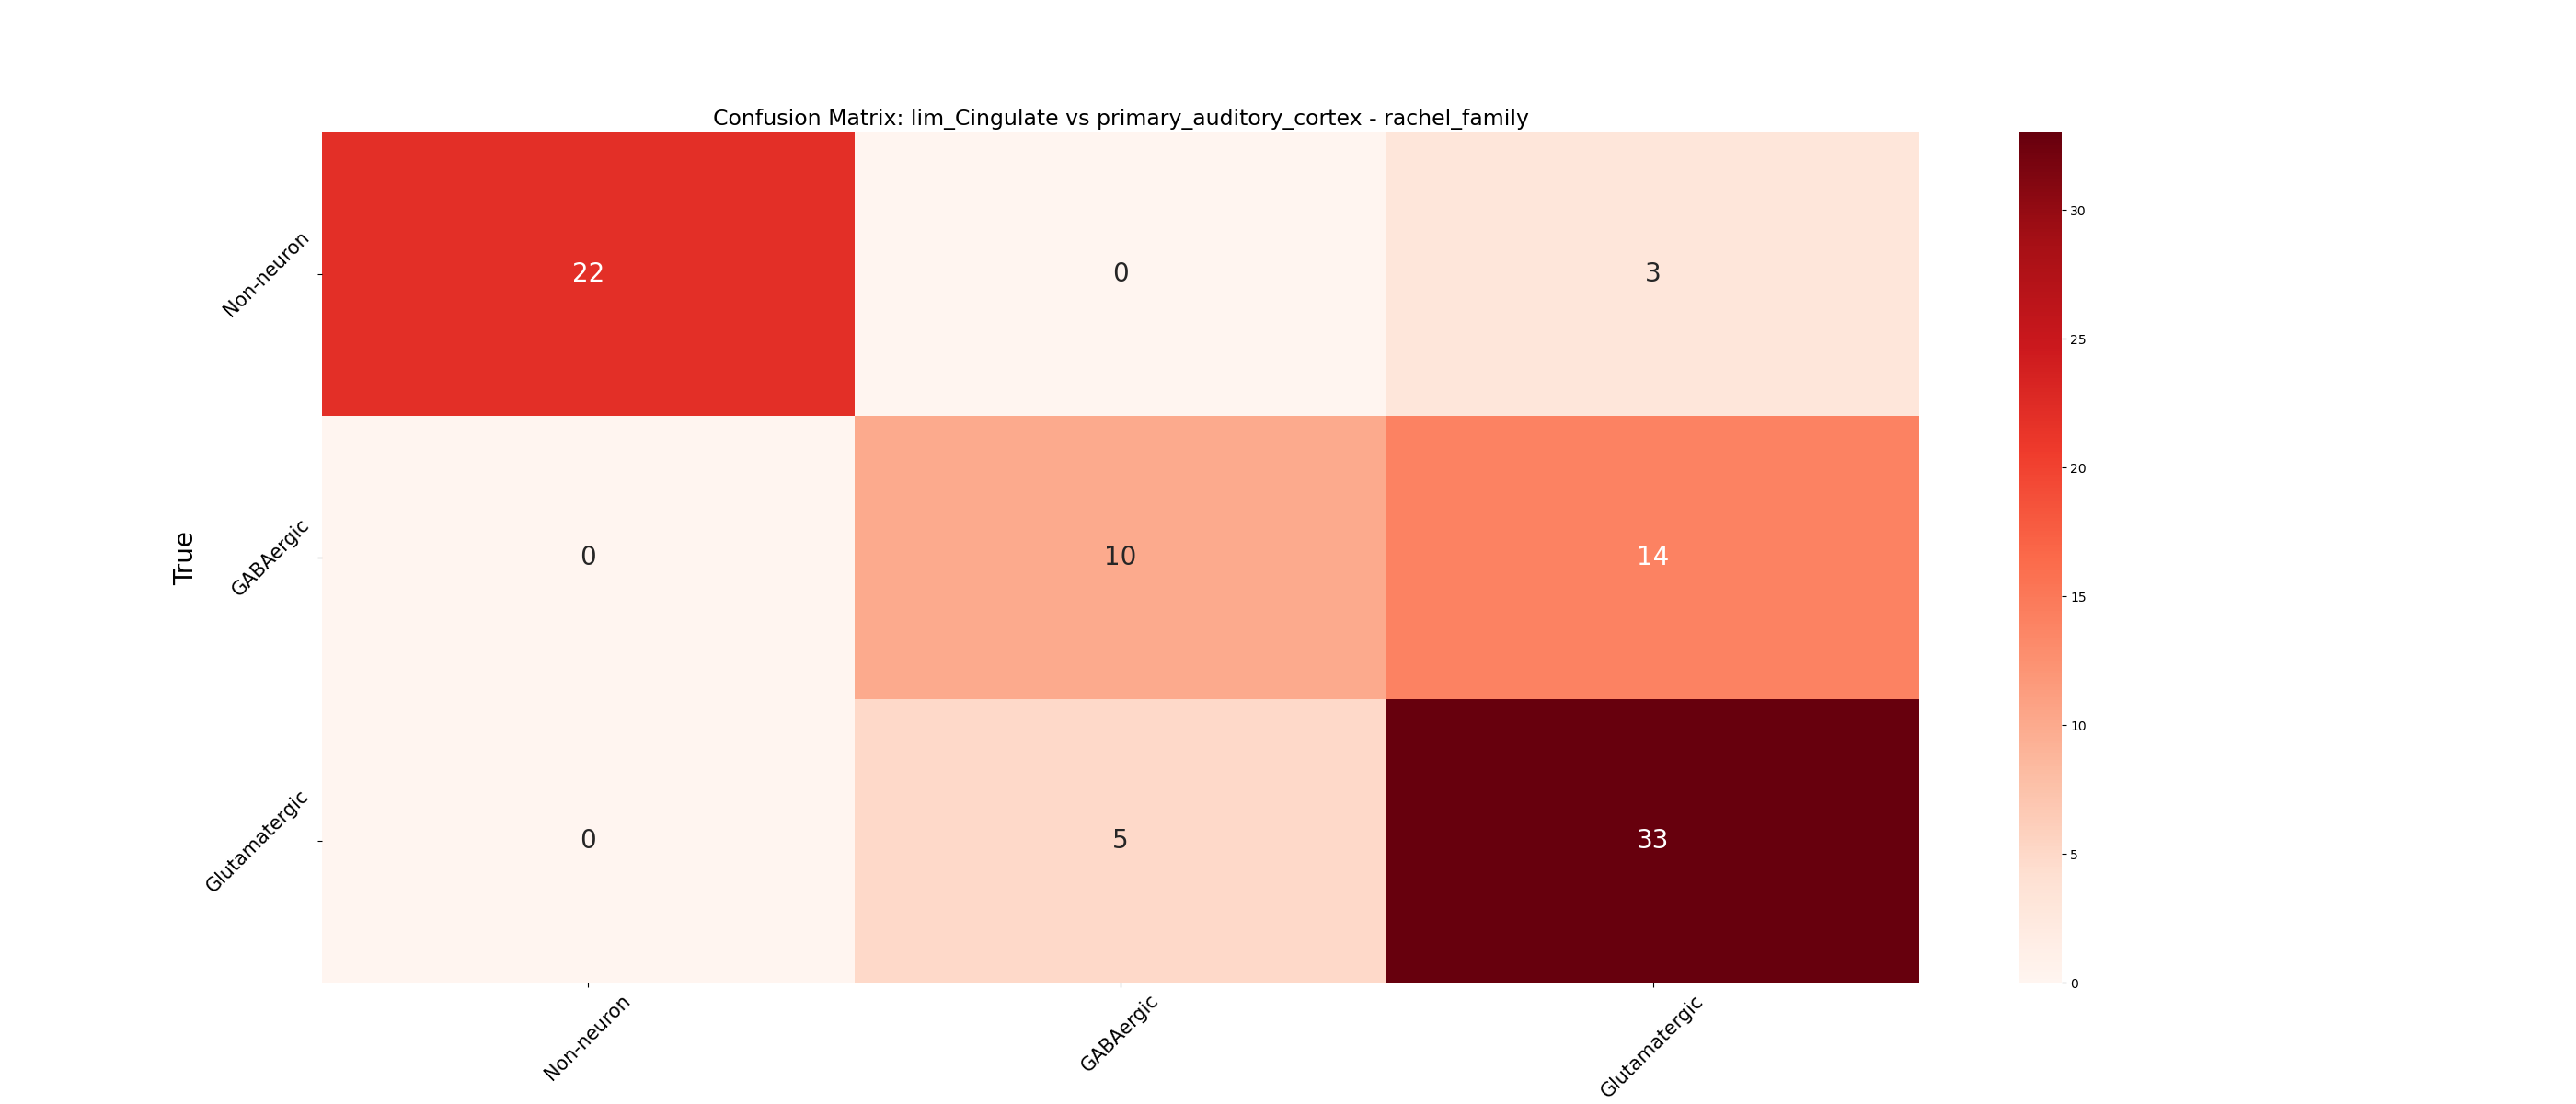 Confusion Matrix: lim_Cingulate vs primary_auditory_cortex - rachel_family
Non-neuron
22
0
3
GABAergic
0
10
14
Glutamatergic
0
5
33
True
Non-neuron
GABAergic
Glutamatergic
30
25
20
15
10
5
0